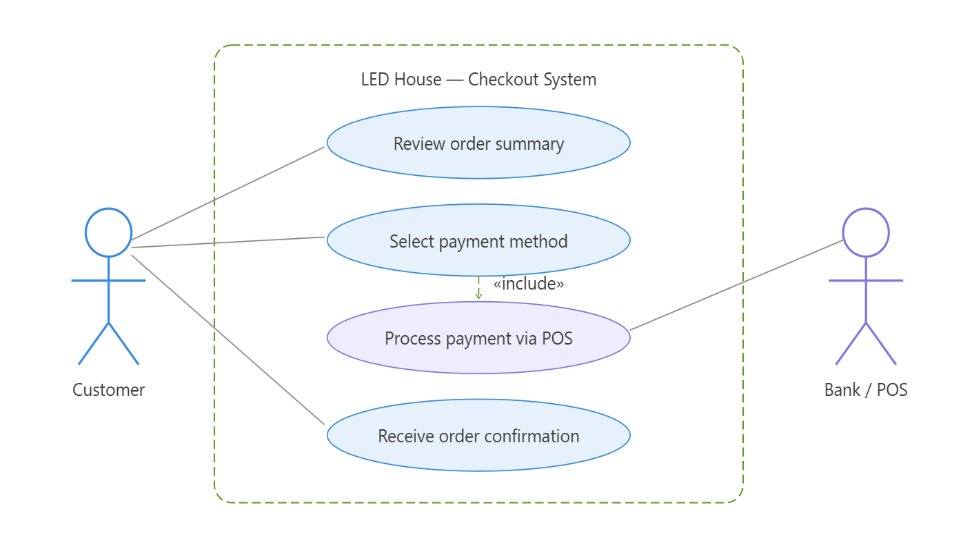 LED House — Checkout System
Review order summary
Select payment method
«include»
Process payment via POS
Customer
Bank / POS
Receive order confirmation